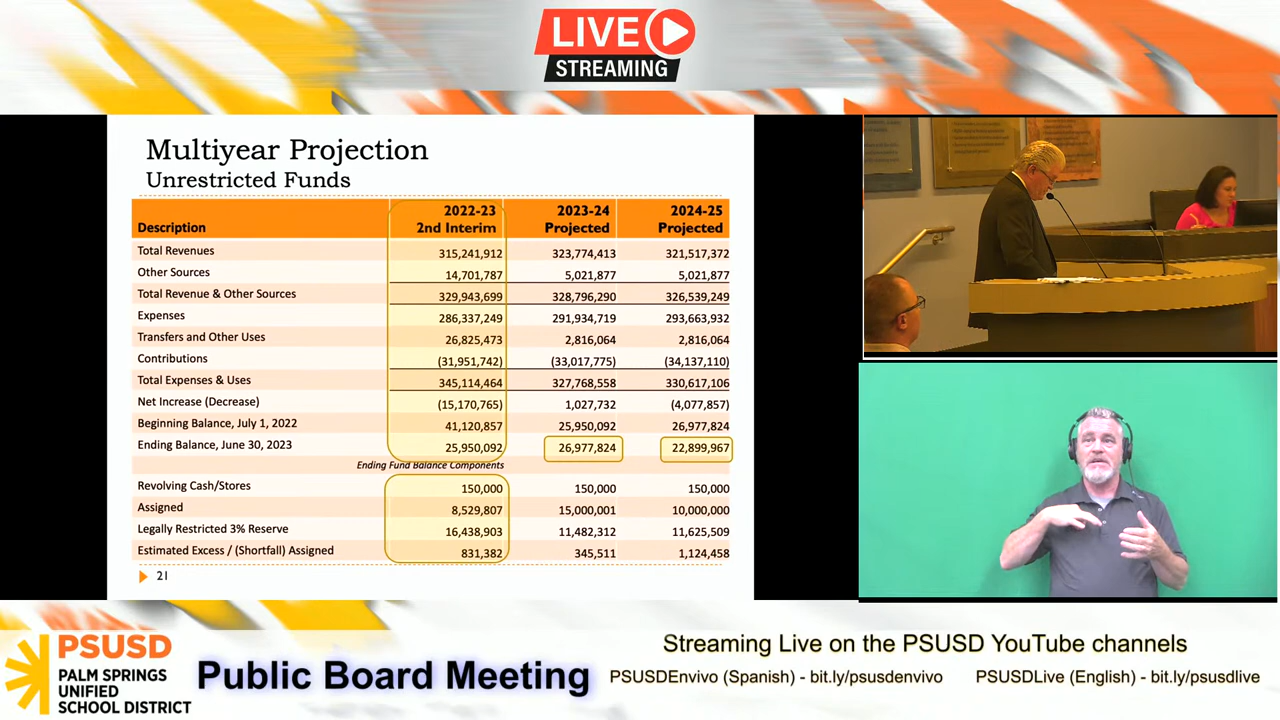 LIVE
STREAMING
Multiyear Projection
Unrestricted Funds
Description 2022-23 2nd Interim 2023-24 Projected 2024-25 Projected
Total Revenues 315,241,912 323,774,413 321,517,372
Other Sources 14,701,787 5,021,877 5,021,877
Total Revenue & Other Sources 329,943,699 328,796,290 326,539,249
Expenses 286,337,249 291,934,719 293,663,932
Transfers and Other Uses 26,825,473 2,816,064 2,816,064
Contributions (31,951,742) (33,017,775) (34,137,110)
Total Expenses & Uses 345,114,464 327,768,558 330,617,106
Net Increase (Decrease) (15,170,765) 1,027,732 (4,077,857)
Beginning Balance, July 1, 2022 41,120,857 25,950,092 26,977,824
Ending Balance, June 30, 2023 25,950,092 26,977,824 22,899,967
Ending Fund Balance Components
Revolving Cash/Stores 150,000 150,000 150,000
Assigned 8,529,807 15,000,001 10,000,000
Legally Restricted 3% Reserve 16,438,903 11,482,312 11,625,509
Estimated Excess / (Shortfall) Assigned 831,382 345,511 1,124,458
21
PSUSD
PALM SPRINGS
UNIFIED
SCHOOL DISTRICT
Public Board Meeting
Streaming Live on the PSUSD YouTube channels
PSUSDEnvivo (Spanish) - bit.ly/psusdenvivo PSUSDLive (English) - bit.ly/psusdlive